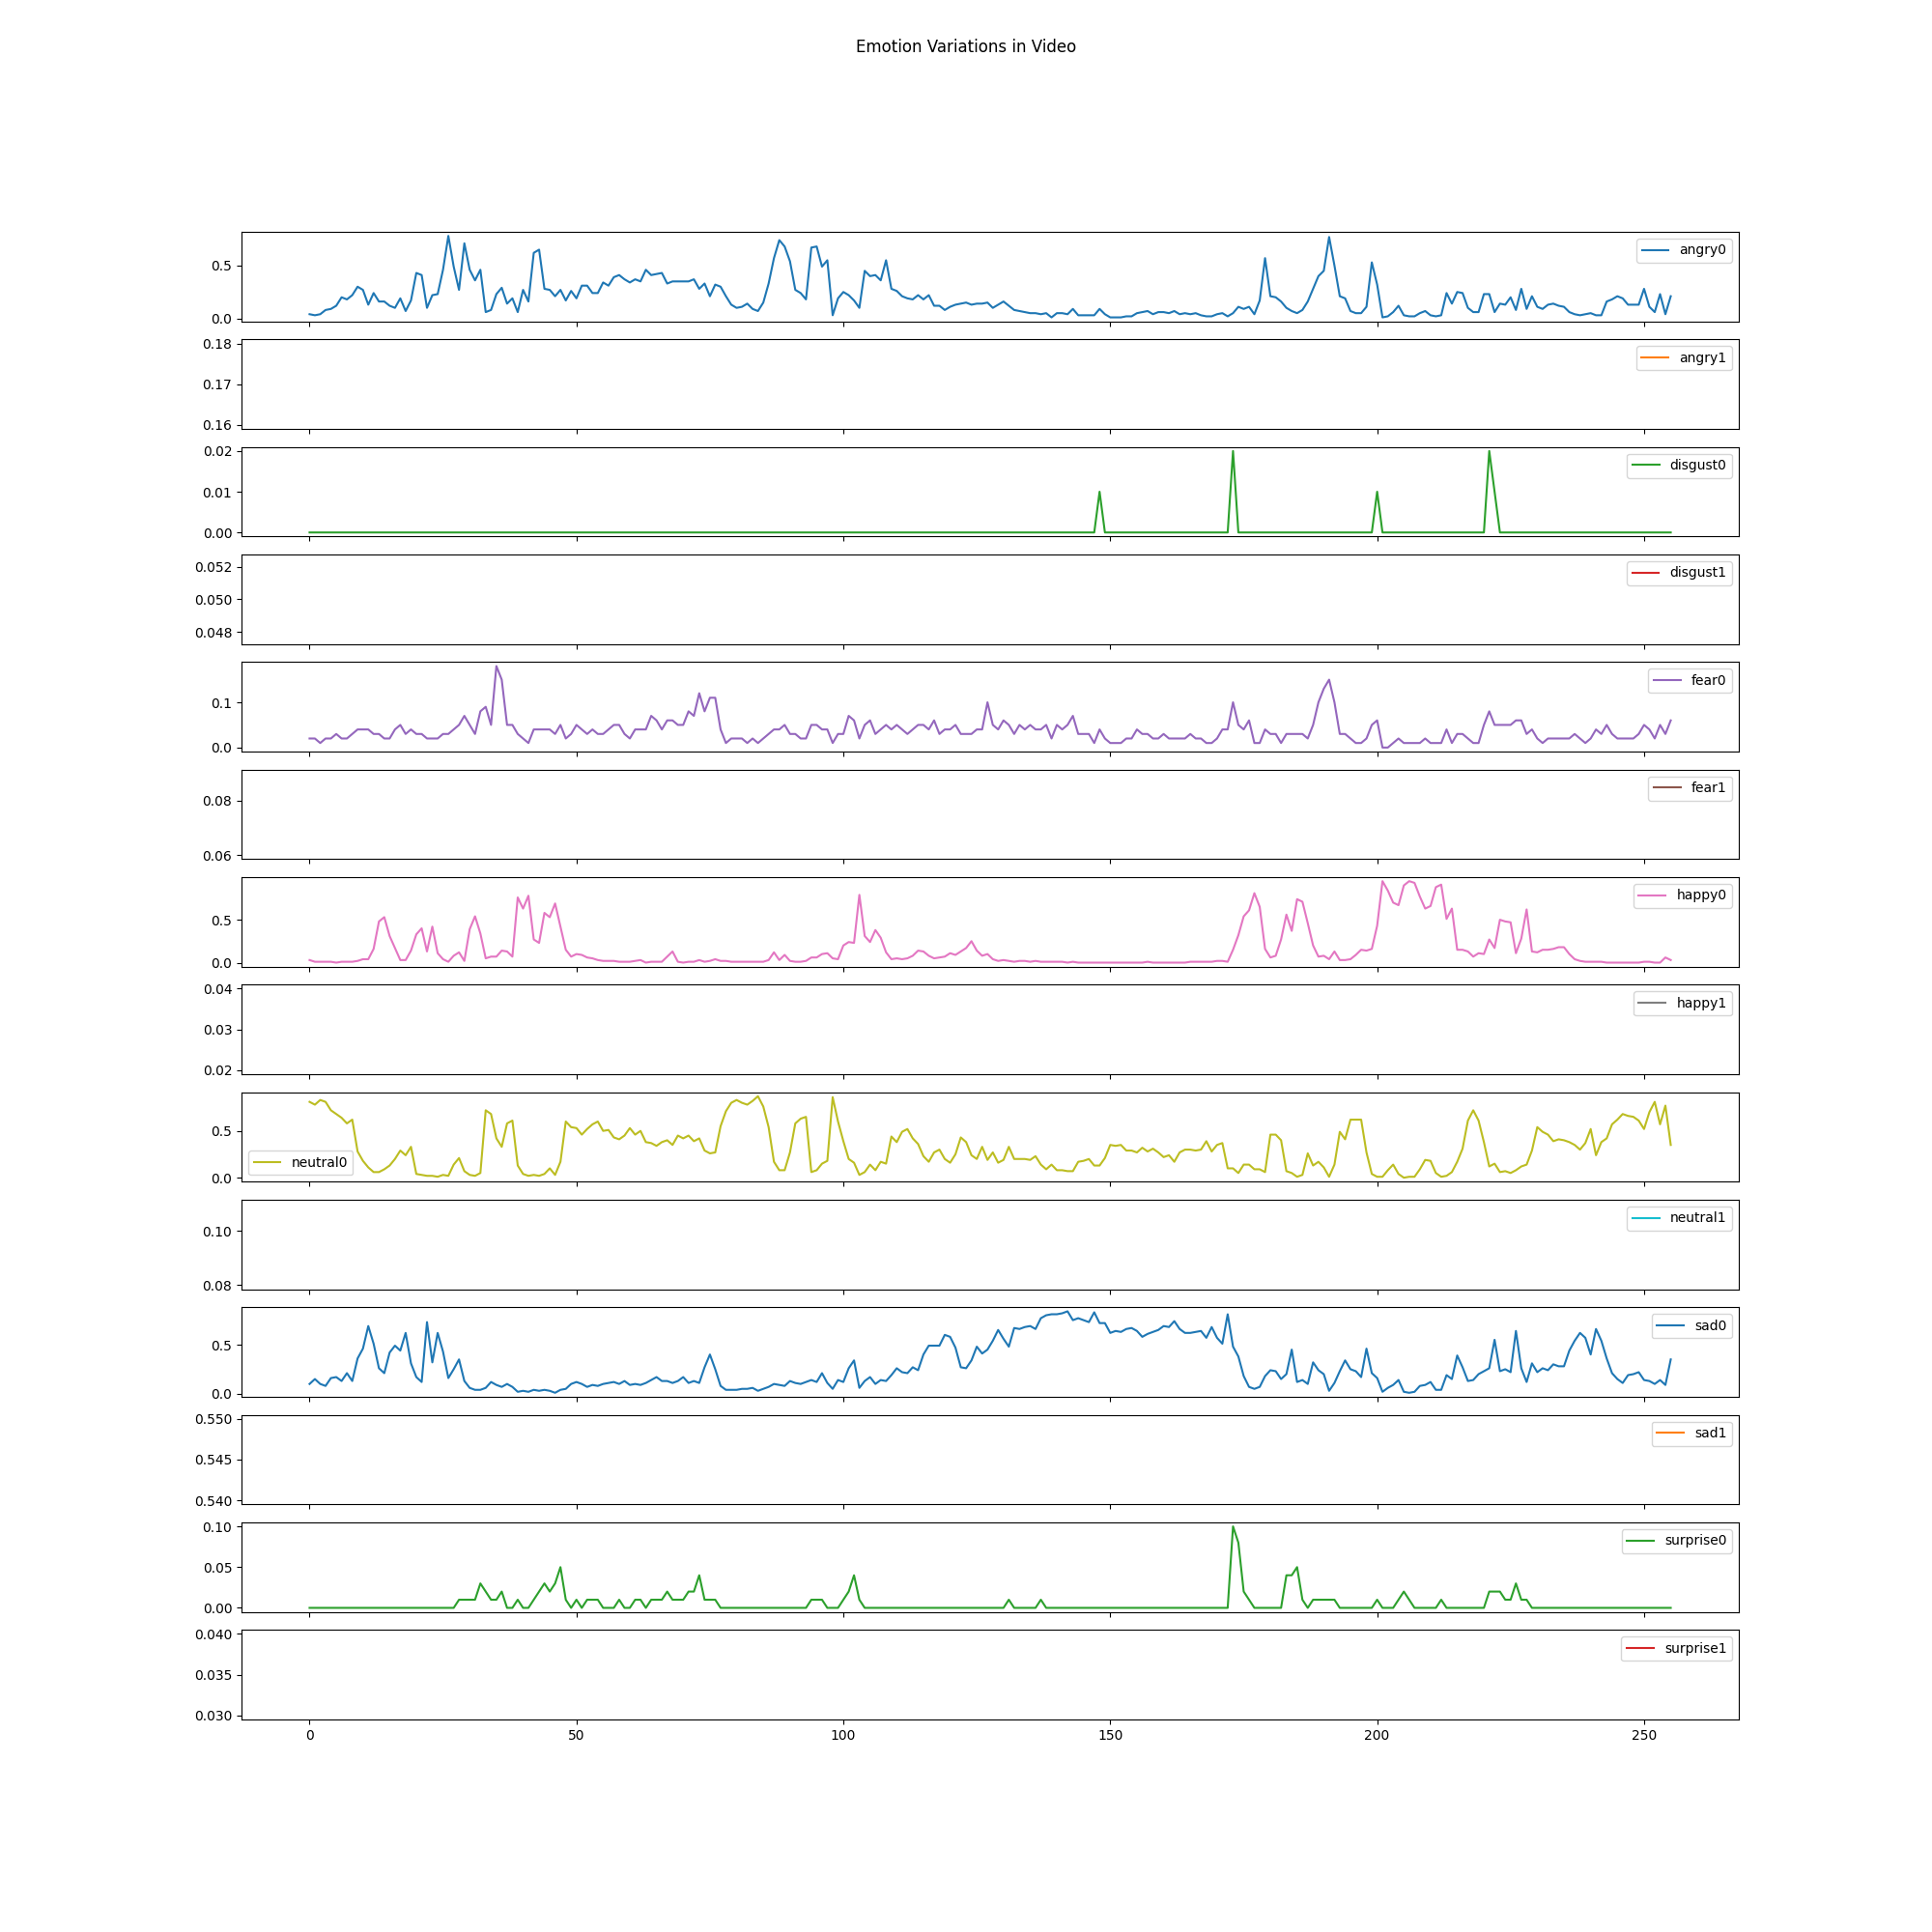 Emotion Variations in Video
0.5
0.0
angry0
0.18
0.17
0.16
angry1
0.02
0.01
0.00
disgust0
0.052
0.050
0.048
disgust1
0.1
0.0
fear0
0.08
0.06
fear1
0.5
0.0
happy0
0.04
0.03
0.02
happy1
0.5
0.0
neutral0
0.10
0.08
neutral1
0.5
0.0
sad0
0.550
0.545
0.540
sad1
0.10
0.05
0.00
surprise0
0.040
0.035
0.030
surprise1
0 50 100 150 200 250